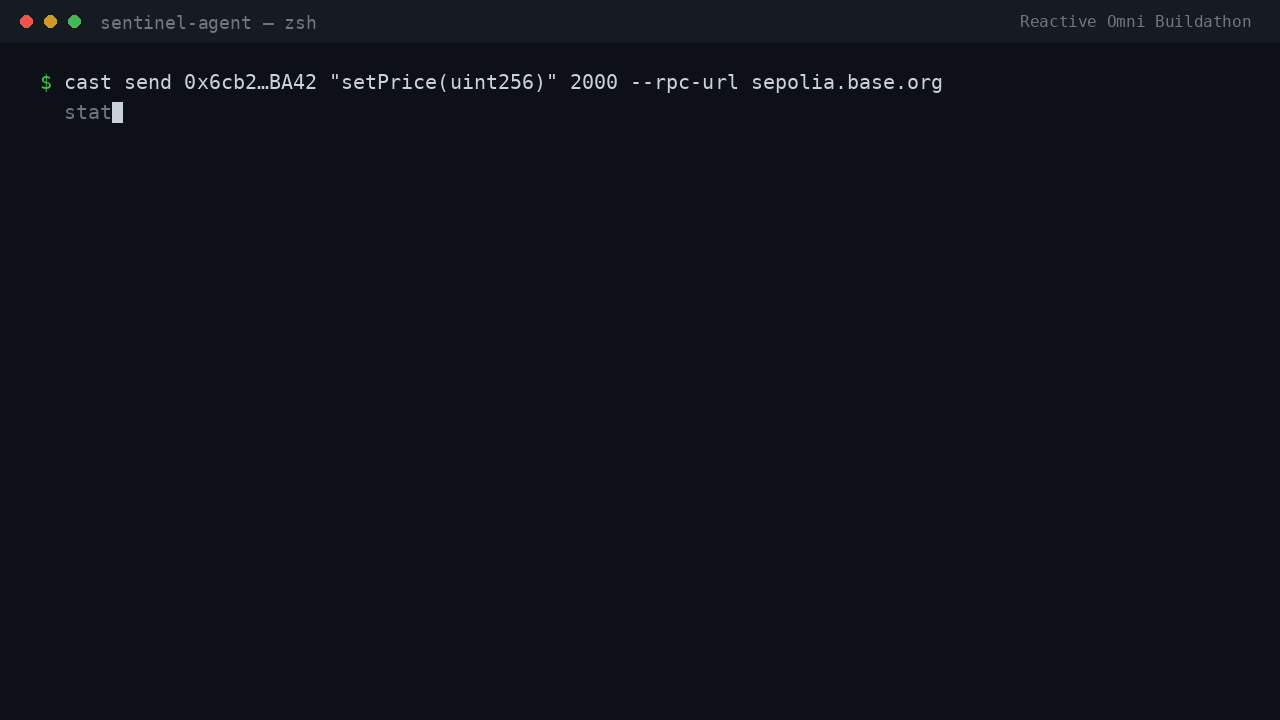 sentinel-agent — zsh
Reactive Omni Buildathon
$ cast send 0x6cb2…BA42 "setPrice(uint256)" 2000 --rpc-url sepolia.base.org
stat